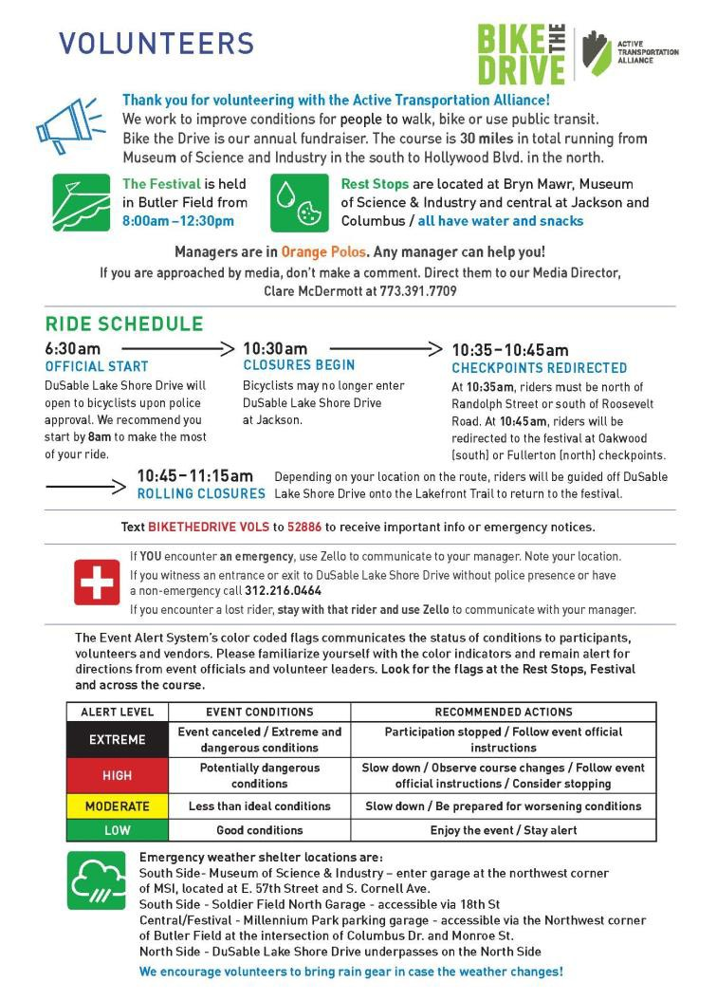 VOLUNTEERS
BIKE THE DRIVE
ACTIVE
TRANSPORTATION
ALLIANCE
Thank you for volunteering with the Active Transportation Alliance!
We work to improve conditions for people to walk, bike or use public transit.
Bike the Drive is our annual fundraiser. The course is 30 miles in total running from
Museum of Science and Industry in the south to Hollywood Blvd. in the north.
The Festival is held
in Butler Field from
8:00am–12:30pm
Rest Stops are located at Bryn Mawr, Museum
of Science & Industry and central at Jackson and
Columbus / all have water and snacks
Managers are in Orange Polos. Any manager can help you!
If you are approached by media, don't make a comment. Direct them to our Media Director,
Clare McDermott at 773.391.7709
RIDE SCHEDULE
6:30am
OFFICIAL START
DuSable Lake Shore Drive will
open to bicyclists upon police
approval. We recommend you
start by 8am to make the most
of your ride.
10:30am
CLOSURES BEGIN
Bicyclists may no longer enter
DuSable Lake Shore Drive
at Jackson.
10:35–10:45am
CHECKPOINTS REDIRECTED
At 10:35am, riders must be north of
Randolph Street or south of Roosevelt
Road. At 10:45am, riders will be
redirected to the festival at Oakwood
(south) or Fullerton (north) checkpoints.
10:45–11:15am
ROLLING CLOSURES
Depending on your location on the route, riders will be guided off DuSable
Lake Shore Drive onto the Lakefront Trail to return to the festival.
Text BIKETHEDRIVE VOLS to 52886 to receive important info or emergency notices.
If YOU encounter an emergency, use Zello to communicate to your manager. Note your location.
If you witness an entrance or exit to DuSable Lake Shore Drive without police presence or have
a non-emergency call 312.216.0464
If you encounter a lost rider, stay with that rider and use Zello to communicate with your manager.
The Event Alert System's color coded flags communicates the status of conditions to participants,
volunteers and vendors. Please familiarize yourself with the color indicators and remain alert for
directions from event officials and volunteer leaders. Look for the flags at the Rest Stops, Festival
and across the course.
ALERT LEVEL EVENT CONDITIONS RECOMMENDED ACTIONS
EXTREME
Event canceled / Extreme and
dangerous conditions
Participation stopped / Follow event official
instructions
HIGH
Potentially dangerous
conditions
Slow down / Observe course changes / Follow event
official instructions / Consider stopping
MODERATE Less than ideal conditions Slow down / Be prepared for worsening conditions
LOW Good conditions Enjoy the event / Stay alert
Emergency weather shelter locations are:
South Side- Museum of Science & Industry – enter garage at the northwest corner
of MSI, located at E. 57th Street and S. Cornell Ave.
South Side - Soldier Field North Garage - accessible via 18th St
Central/Festival - Millennium Park parking garage - accessible via the Northwest corner
of Butler Field at the intersection of Columbus Dr. and Monroe St.
North Side - DuSable Lake Shore Drive underpasses on the North Side
We encourage volunteers to bring rain gear in case the weather changes!